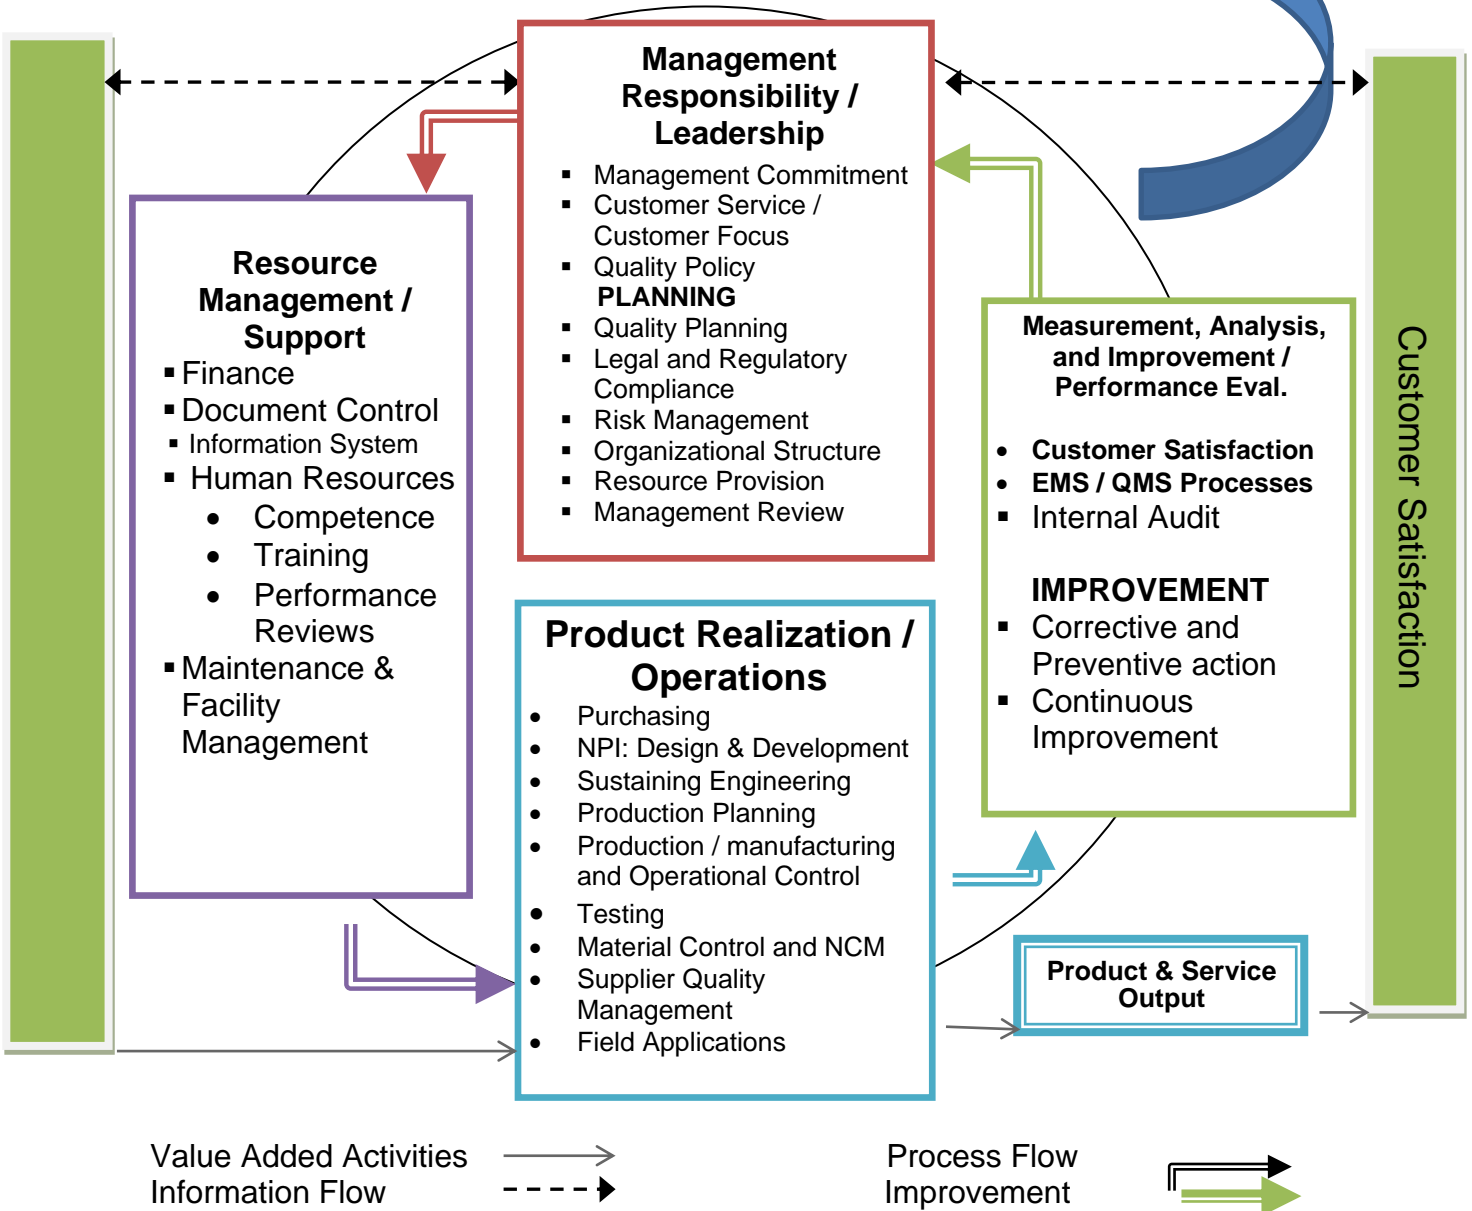 Management
Responsibility /
Leadership
▪ Management Commitment
▪ Customer Service /
Customer Focus
▪ Quality Policy
PLANNING
▪ Quality Planning
▪ Legal and Regulatory
Compliance
▪ Risk Management
▪ Organizational Structure
▪ Resource Provision
▪ Management Review
Resource
Management /
Support
▪ Finance
▪ Document Control
▪ Information System
▪ Human Resources
• Competence
• Training
• Performance
Reviews
▪ Maintenance &
Facility
Management
Measurement, Analysis,
and Improvement /
Performance Eval.
• Customer Satisfaction
• EMS / QMS Processes
▪ Internal Audit
IMPROVEMENT
▪ Corrective and
Preventive action
▪ Continuous
Improvement
Customer Satisfaction
Product Realization /
Operations
• Purchasing
• NPI: Design & Development
• Sustaining Engineering
• Production Planning
• Production / manufacturing
and Operational Control
• Testing
• Material Control and NCM
• Supplier Quality
Management
• Field Applications
Product & Service
Output
Value Added Activities
Information Flow
Process Flow
Improvement